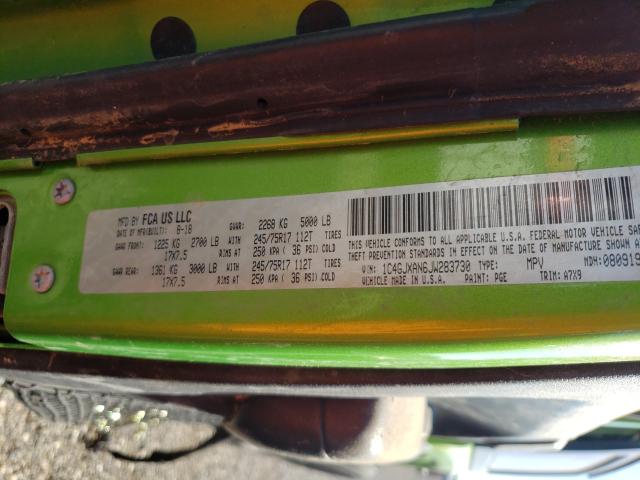 MFD BY FCA US LLC
DATE OF MFR(BUILT): 6-18 GVWR: 2268 KG 5000 LB
GAWR FRONT: 1225 KG 2700 LB WITH 245/75R17 112T TIRES
17X7.5 RIMS AT 250 KPA ( 36 PSI) COLD
GAWR REAR: 1361 KG 3000 LB WITH 245/75R17 112T TIRES
17X7.5 RIMS AT 250 KPA ( 36 PSI) COLD
THIS VEHICLE CONFORMS TO ALL APPLICABLE U.S.A. FEDERAL MOTOR VEHICLE
THEFT PREVENTION STANDARDS IN EFFECT ON THE DATE OF MANUFACTURE SHOWN
VIN: 1C4GJXAN6JW283730 TYPE: MPV MDH: 080919
VEHICLE MADE IN U.S.A. PAINT: PGE TRIM: A7X9